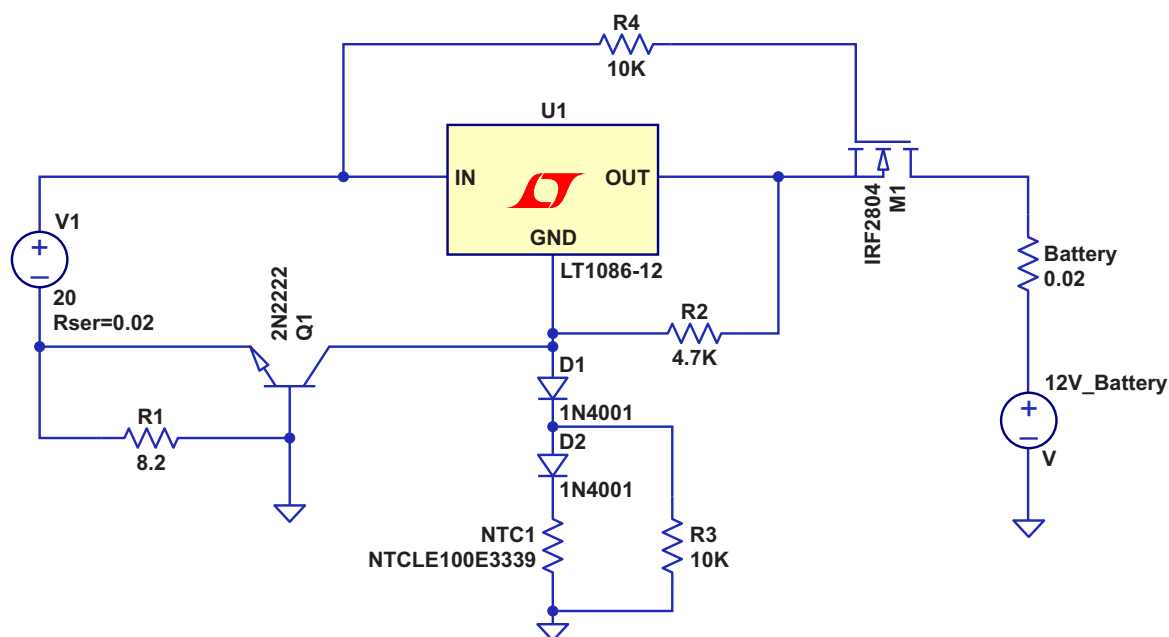 R4
10K
U1
IN
OUT
GND
LT1086-12
IRF2804
M1
V1
+
−
20
Rser=0.02
2N2222
Q1
R1
8.2
R2
4.7K
D1
1N4001
D2
1N4001
NTC1
NTCLE100E3339
R3
10K
Battery
0.02
12V_Battery
+
−
V